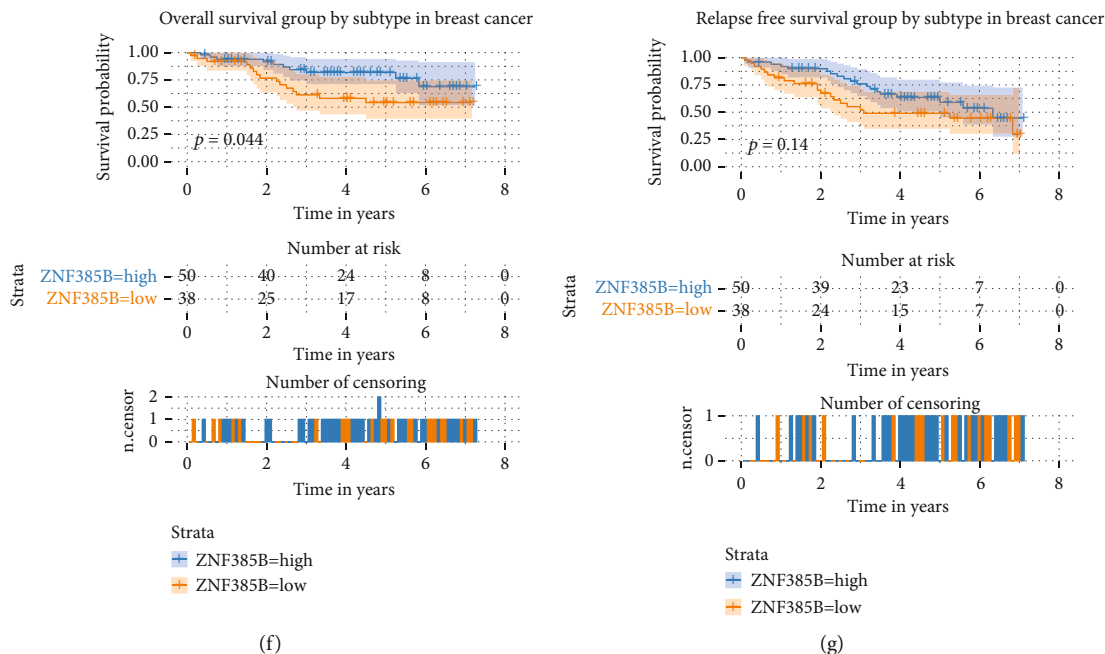 Overall survival group by subtype in breast cancer
Survival probability
1.00
0.75
0.50
0.25
0.00
p = 0.044
0 2 4 6 8
Time in years
Number at risk
Strata
ZNF385B=high 50 40 24 8 0
ZNF385B=low 38 25 17 8 0
0 2 4 6 8
Time in years
Number of censoring
n.censor
2
1
0
0 2 4 6 8
Time in years
Strata
ZNF385B=high
ZNF385B=low
(f)
Relapse free survival group by subtype in breast cancer
Survival probability
1.00
0.75
0.50
0.25
0.00
p = 0.14
0 2 4 6 8
Time in years
Number at risk
Strata
ZNF385B=high 50 39 23 7 0
ZNF385B=low 38 24 15 7 0
0 2 4 6 8
Time in years
Number of censoring
n.censor
1
0
0 2 4 6 8
Time in years
Strata
ZNF385B=high
ZNF385B=low
(g)